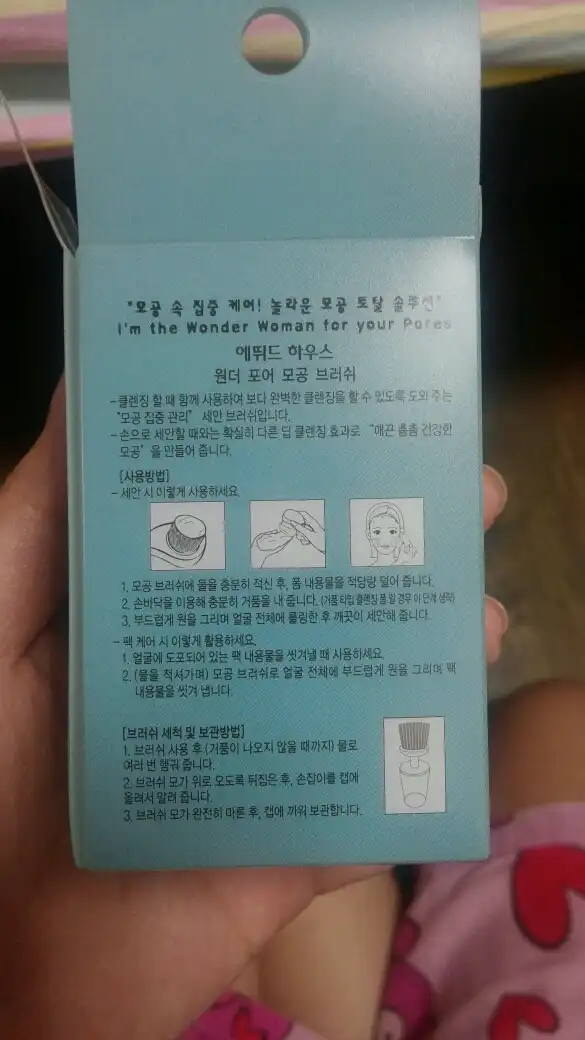 "모공 속 집중 케어! 놀라운 모공 토탈 솔루션"
I'm the Wonder Woman for your Pores
에뛰드 하우스
원더 포어 모공 브러쉬
-클렌징 할 때 함께 사용하여 보다 완벽한 클렌징을 할 수 있도록 도와 주는
"모공 집중 관리" 세안 브러쉬입니다.
-손으로 세안할 때와는 확실히 다른 딥 클렌징 효과로 "매끈 촘촘 건강한
모공"을 만들어 줍니다.
[사용방법]
- 세안 시 이렇게 사용하세요.
1. 모공 브러쉬에 물을 충분히 적신 후, 폼 내용물을 적당량 덜어 줍니다.
2. 손바닥을 이용해 충분히 거품을 내 줍니다. (거품 타입 클렌징 폼 일 경우 이 단계 생략)
3. 부드럽게 원을 그리며 얼굴 전체에 롤링한 후 깨끗이 세안해 줍니다.
- 팩 케어 시 이렇게 활용하세요.
1. 얼굴에 도포되어 있는 팩 내용물을 씻겨낼 때 사용하세요.
2. (물을 적셔가며) 모공 브러쉬로 얼굴 전체에 부드럽게 원을 그리며 팩
내용물을 씻겨 냅니다.
[브러쉬 세척 및 보관방법]
1. 브러쉬 사용 후 (거품이 나오지 않을 때까지) 물로
여러 번 헹궈 줍니다.
2. 브러쉬 모가 위로 오도록 뒤집은 후, 손잡이를 캡에
올려서 말려 줍니다.
3. 브러쉬 모가 완전히 마른 후, 캡에 끼워 보관합니다.